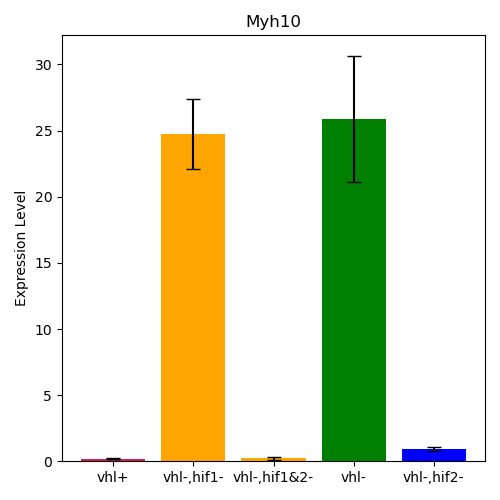 Myh10
Expression Level
30
25
20
15
10
5
0
vhl+
vhl-,hif1-
vhl-,hif1&2-
vhl-
vhl-,hif2-